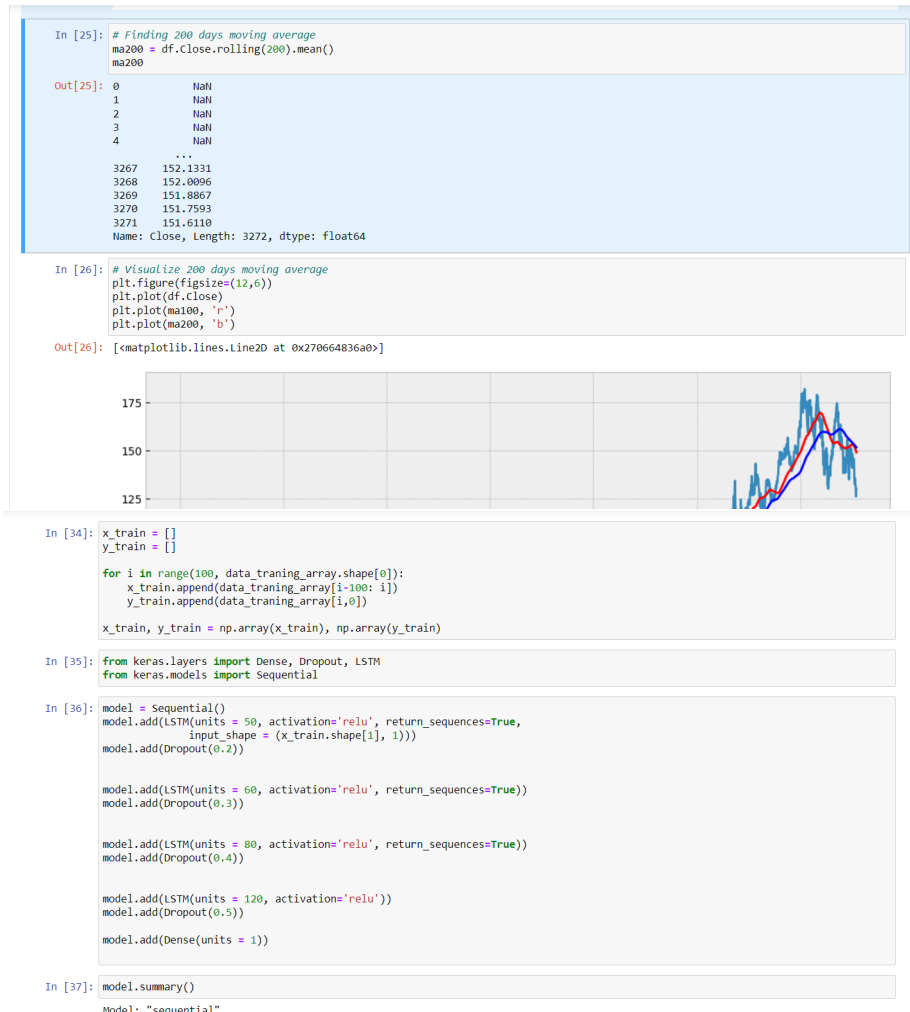 In [25]: # Finding 200 days moving average
ma200 = df.Close.rolling(200).mean()
ma200
Out[25]: 0 NaN
1 NaN
2 NaN
3 NaN
4 NaN
...
3267 152.1331
3268 152.0096
3269 151.8867
3270 151.7593
3271 151.6110
Name: Close, Length: 3272, dtype: float64
In [26]: # Visualize 200 days moving average
plt.figure(figsize=(12,6))
plt.plot(df.Close)
plt.plot(ma100, 'r')
plt.plot(ma200, 'b')
Out[26]: [<matplotlib.lines.Line2D at 0x270664836a0>]
175
150
125
In [34]: x_train = []
y_train = []
for i in range(100, data_traning_array.shape[0]):
x_train.append(data_traning_array[i-100: i])
y_train.append(data_traning_array[i,0])
x_train, y_train = np.array(x_train), np.array(y_train)
In [35]: from keras.layers import Dense, Dropout, LSTM
from keras.models import Sequential
In [36]: model = Sequential()
model.add(LSTM(units = 50, activation='relu', return_sequences=True,
input_shape = (x_train.shape[1], 1)))
model.add(Dropout(0.2))
model.add(LSTM(units = 60, activation='relu', return_sequences=True))
model.add(Dropout(0.3))
model.add(LSTM(units = 80, activation='relu', return_sequences=True))
model.add(Dropout(0.4))
model.add(LSTM(units = 120, activation='relu'))
model.add(Dropout(0.5))
model.add(Dense(units = 1))
In [37]: model.summary()
Model: "sequential"